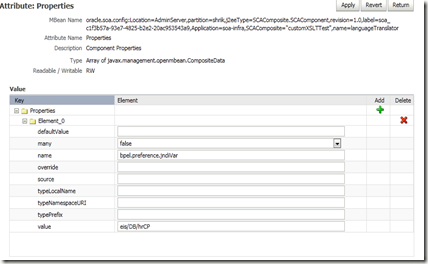 Attribute: Properties
Apply Revert Return
MBean Name oracle.soa.config:Location=AdminServer,partition=shrik,j2eeType=SCAComposite.SCAComponent,revision=1.0,label=soa_
c1f3b57a-93e7-4825-b2e2-20ac953543a9,Application=soa-infra,SCAComposite="customXSLTTest",name=languageTranslator
Attribute Name Properties
Description Component Properties
Type Array of javax.management.openmbean.CompositeData
Readable / Writable RW
Value
Key Element Add Delete
Properties
Element_0
defaultValue
many false
name bpel.preference.jndiVar
override
source
typeLocalName
typeNamespaceURI
typePrefix
value eis/DB/hrCP